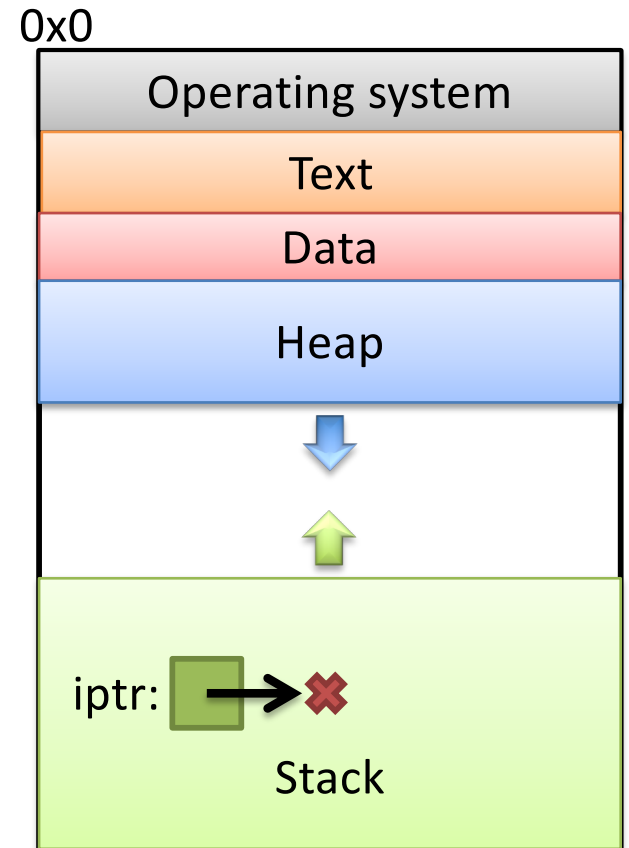 0x0
Operating system
Text
Data
Heap
iptr:
Stack